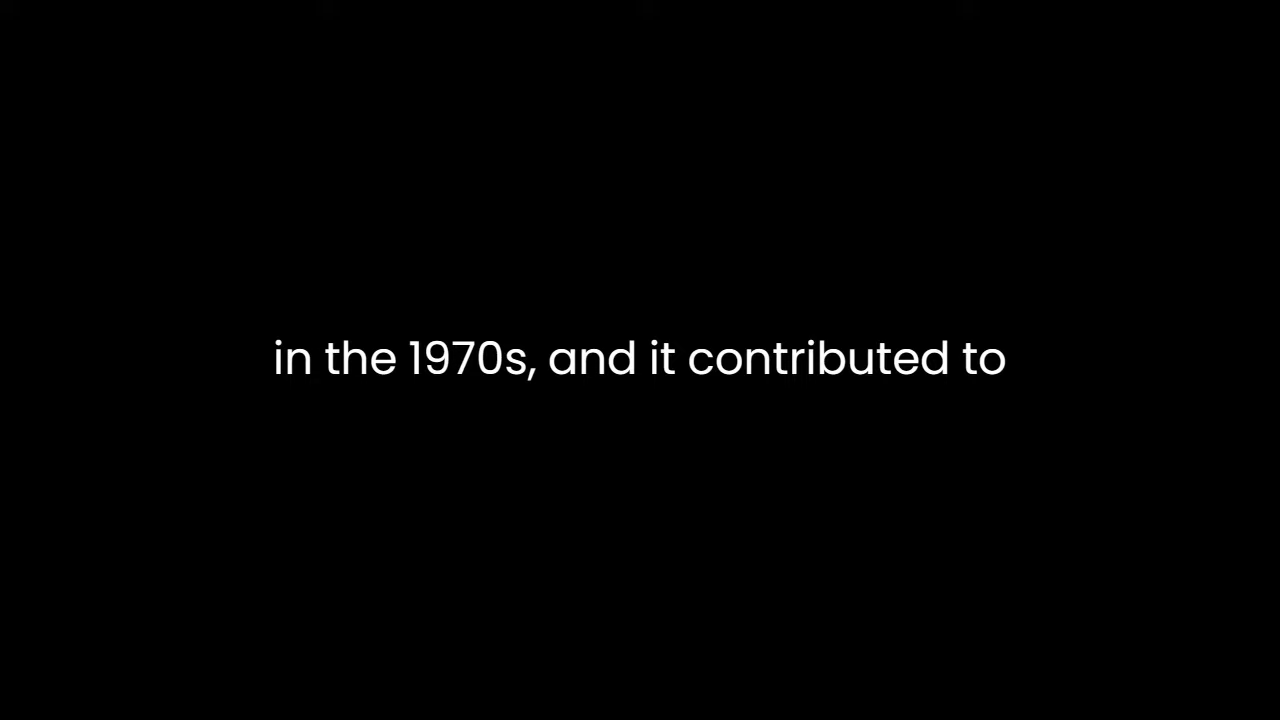 in the 1970s, and it contributed to